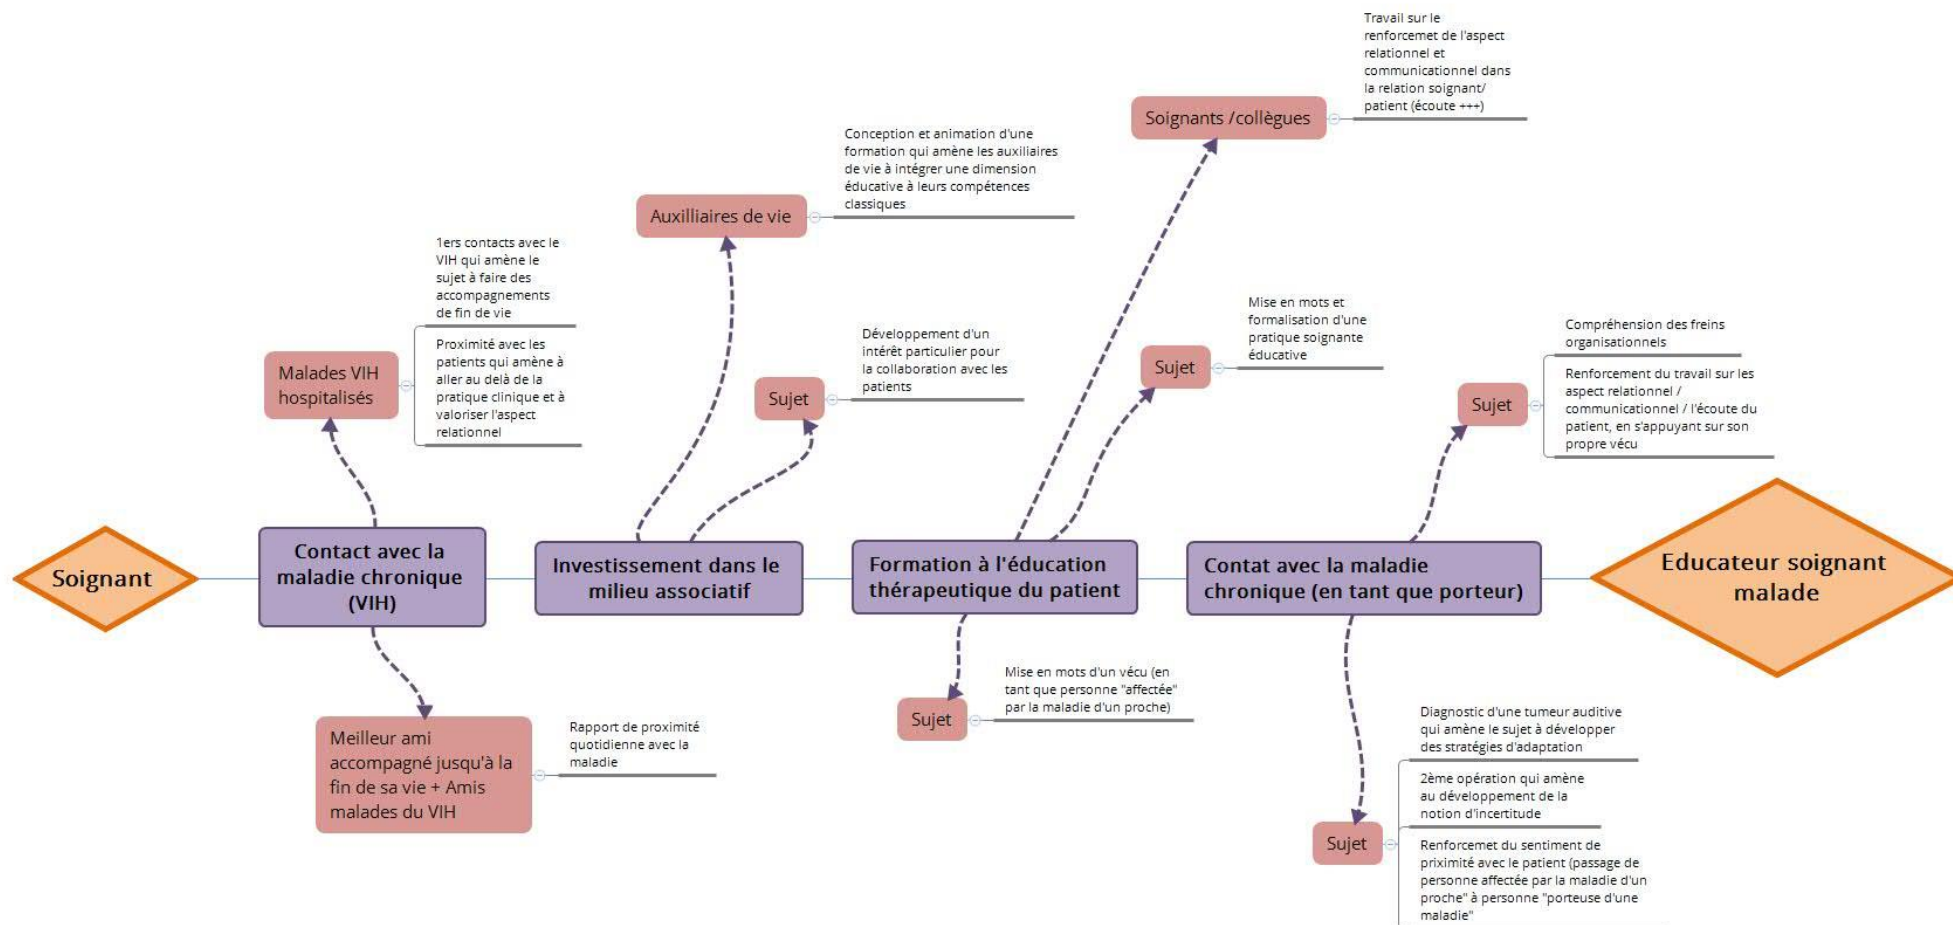 Travail sur le
renforcemet de l'aspect
relationnel et
communicationnel dans
la relation soignant/
patient (écoute +++)
Soignants /collègues
Conception et animation d'une
formation qui amène les auxiliaires
de vie à intégrer une dimension
éducative à leurs compétences
classiques
Auxilliaires de vie
1ers contacts avec le
VIH qui amène le
sujet à faire des
accompagnements
de fin de vie
Proximité avec les
patients qui amène à
aller au delà de la
pratique clinique et à
valoriser l'aspect
relationnel
Malades VIH
hospitalisés
Développement d'un
intérêt particulier pour
la collaboration avec les
patients
Sujet
Mise en mots et
formalisation d'une
pratique soignante
éducative
Sujet
Compréhension des freins
organisationnels
Renforcement du travail sur les
aspect relationnel /
communicationnel / l'écoute du
patient, en s'appuyant sur son
propre vécu
Sujet
Soignant
Contact avec la
maladie chronique
(VIH)
Investissement dans le
milieu associatif
Formation à l'éducation
thérapeutique du patient
Contat avec la maladie
chronique (en tant que porteur)
Educateur soignant
malade
Meilleur ami
accompagné jusqu'à la
fin de sa vie + Amis
malades du VIH
Rapport de proximité
quotidienne avec la
maladie
Sujet
Mise en mots d'un vécu (en
tant que personne "affectée"
par la maladie d'un proche)
Sujet
Diagnostic d'une tumeur auditive
qui amène le sujet à développer
des stratégies d'adaptation
2ème opération qui amène
au développement de la
notion d'incertitude
Renforcemet du sentiment de
priximité avec le patient (passage de
personne affectée par la maladie d'un
proche" à personne "porteuse d'une
maladie"